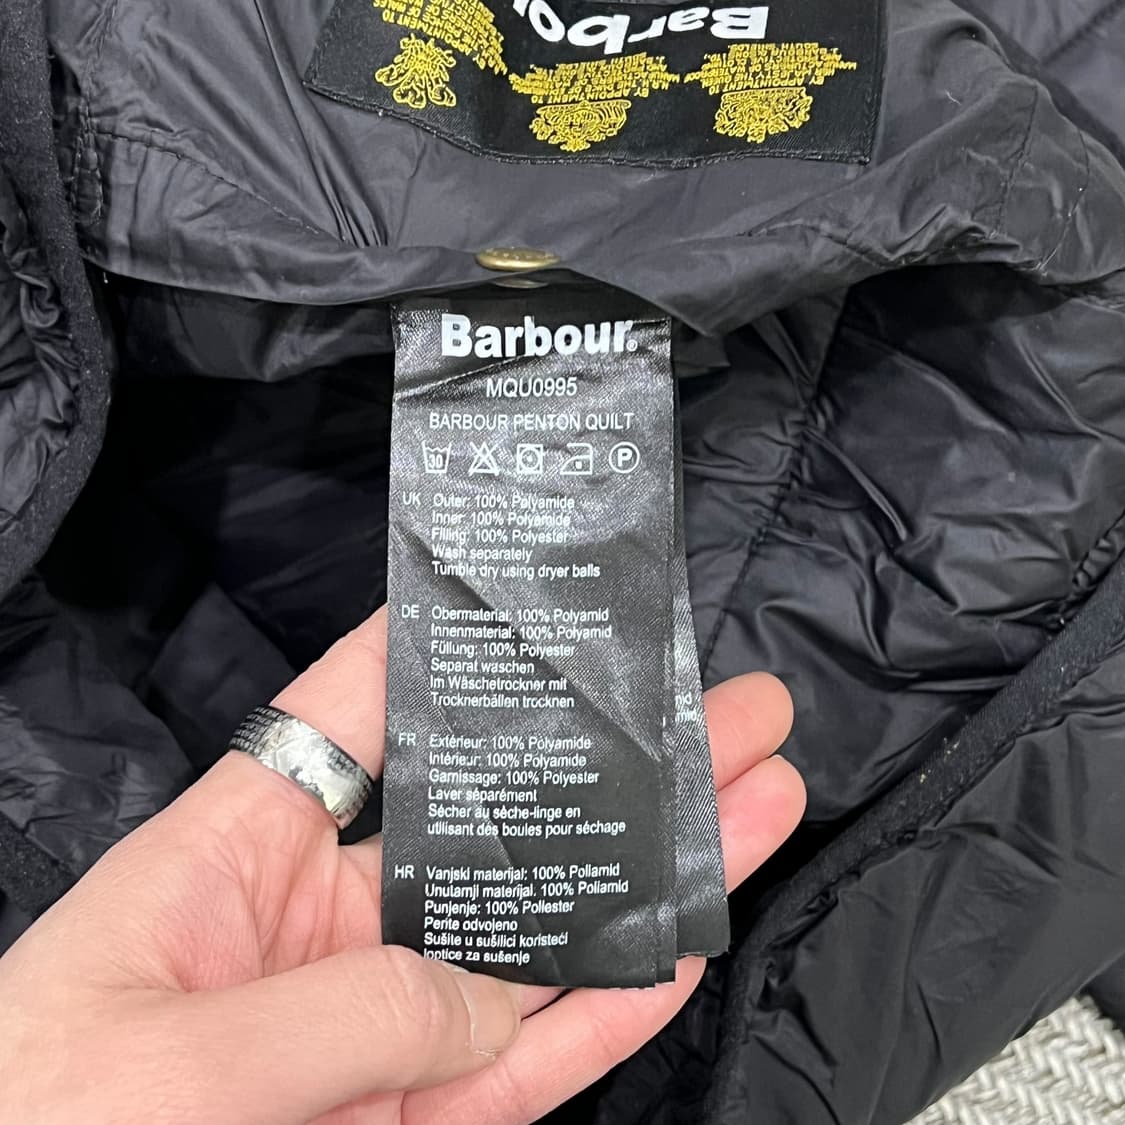 Barbour
Barbour
MQU0995
BARBOUR PENTON QUILT
30
P
UK Outer: 100% Polyamide
Inner: 100% Polyamide
Filling: 100% Polyester
Wash separately
Tumble dry using dryer balls
DE Obermaterial: 100% Polyamid
Innenmaterial: 100% Polyamid
Füllung: 100% Polyester
Separat waschen
Im Wäschetrockner mit
Trocknerbällen trocknen
FR Extérieur: 100% Polyamide
Intérieur: 100% Polyamide
Garnissage: 100% Polyester
Laver séparément
Sécher au sèche-linge en
utilisant dés boules pour séchage
HR Vanjski materijal: 100% Poliamid
Unutarnji materijal. 100% Poliamid
Punjenje: 100% Poliester
Perite odvojeno
Sušite u sušilici koristeći
loptice za sušenje